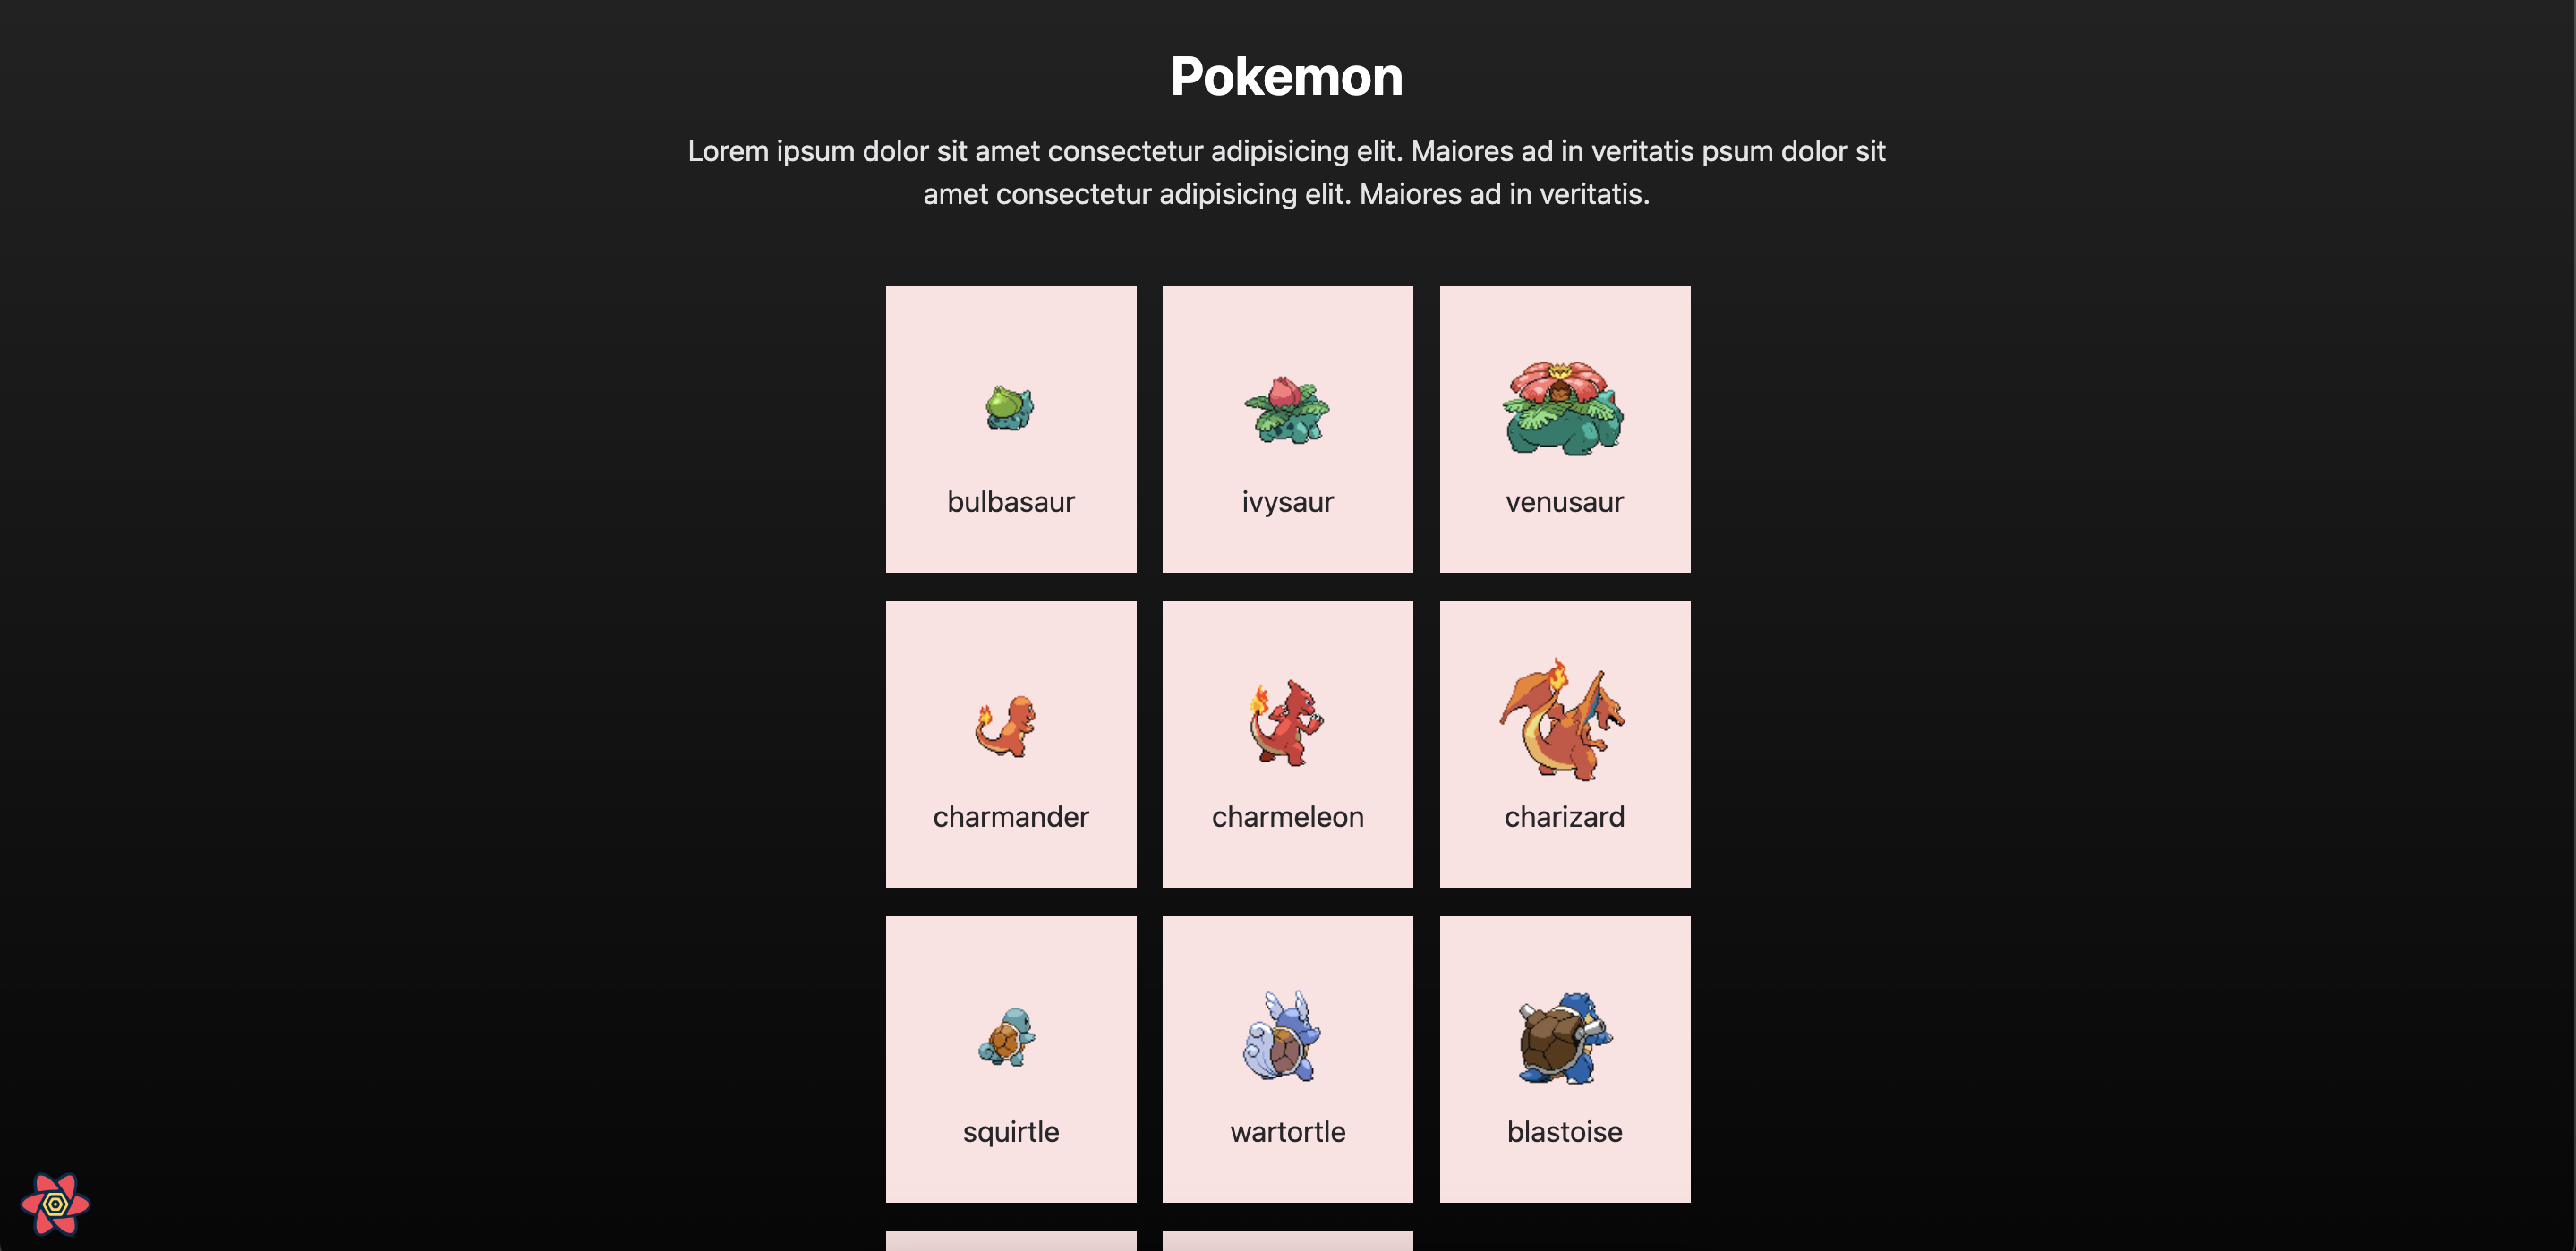 Pokemon
Lorem ipsum dolor sit amet consectetur adipisicing elit. Maiores ad in veritatis psum dolor sit
amet consectetur adipisicing elit. Maiores ad in veritatis.
bulbasaur
ivysaur
venusaur
charmander
charmeleon
charizard
squirtle
wartortle
blastoise